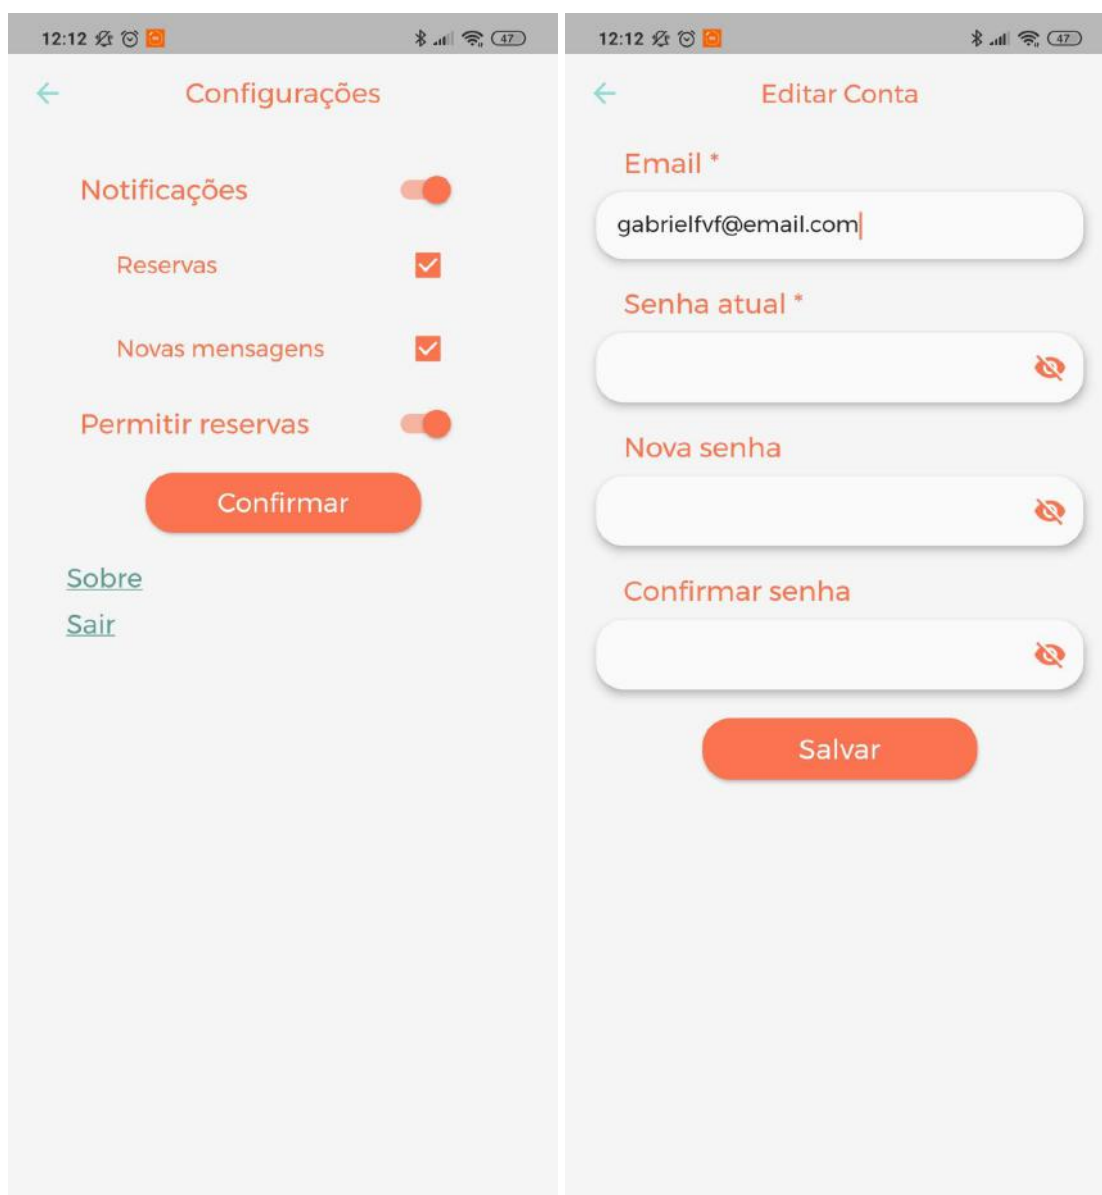 12:12
47
Configurações
Notificações
Reservas
Novas mensagens
Permitir reservas
Confirmar
Sobre
Sair
12:12
47
Editar Conta
Email *
gabrielfvf@email.com
Senha atual *
Nova senha
Confirmar senha
Salvar